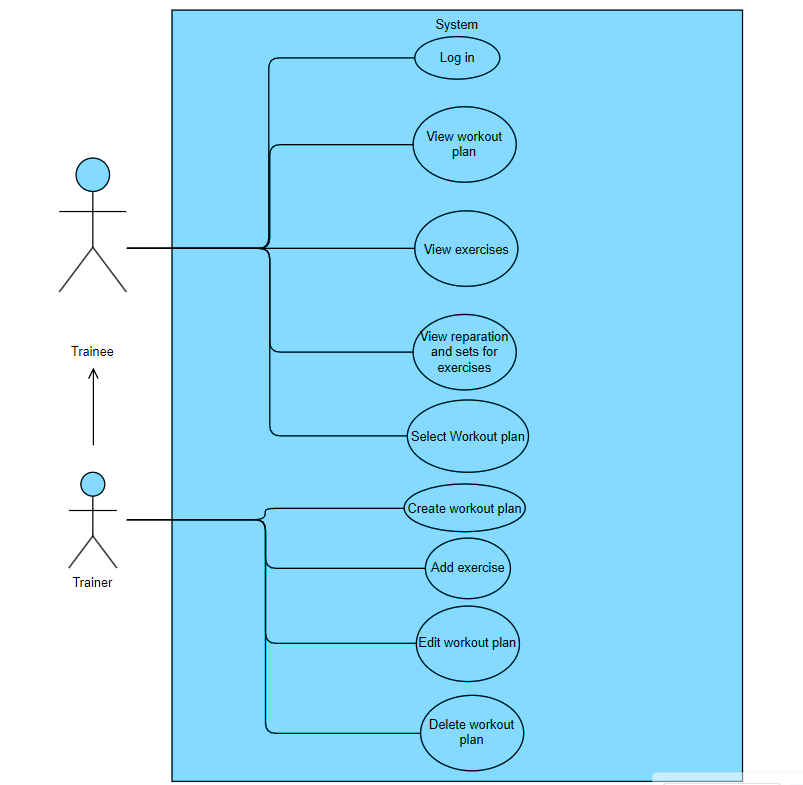 System
Log in
View workout
plan
View exercises
View reparation
and sets for
exercises
Trainee
Select Workout plan
Create workout plan
Add exercise
Trainer
Edit workout plan
Delete workout
plan